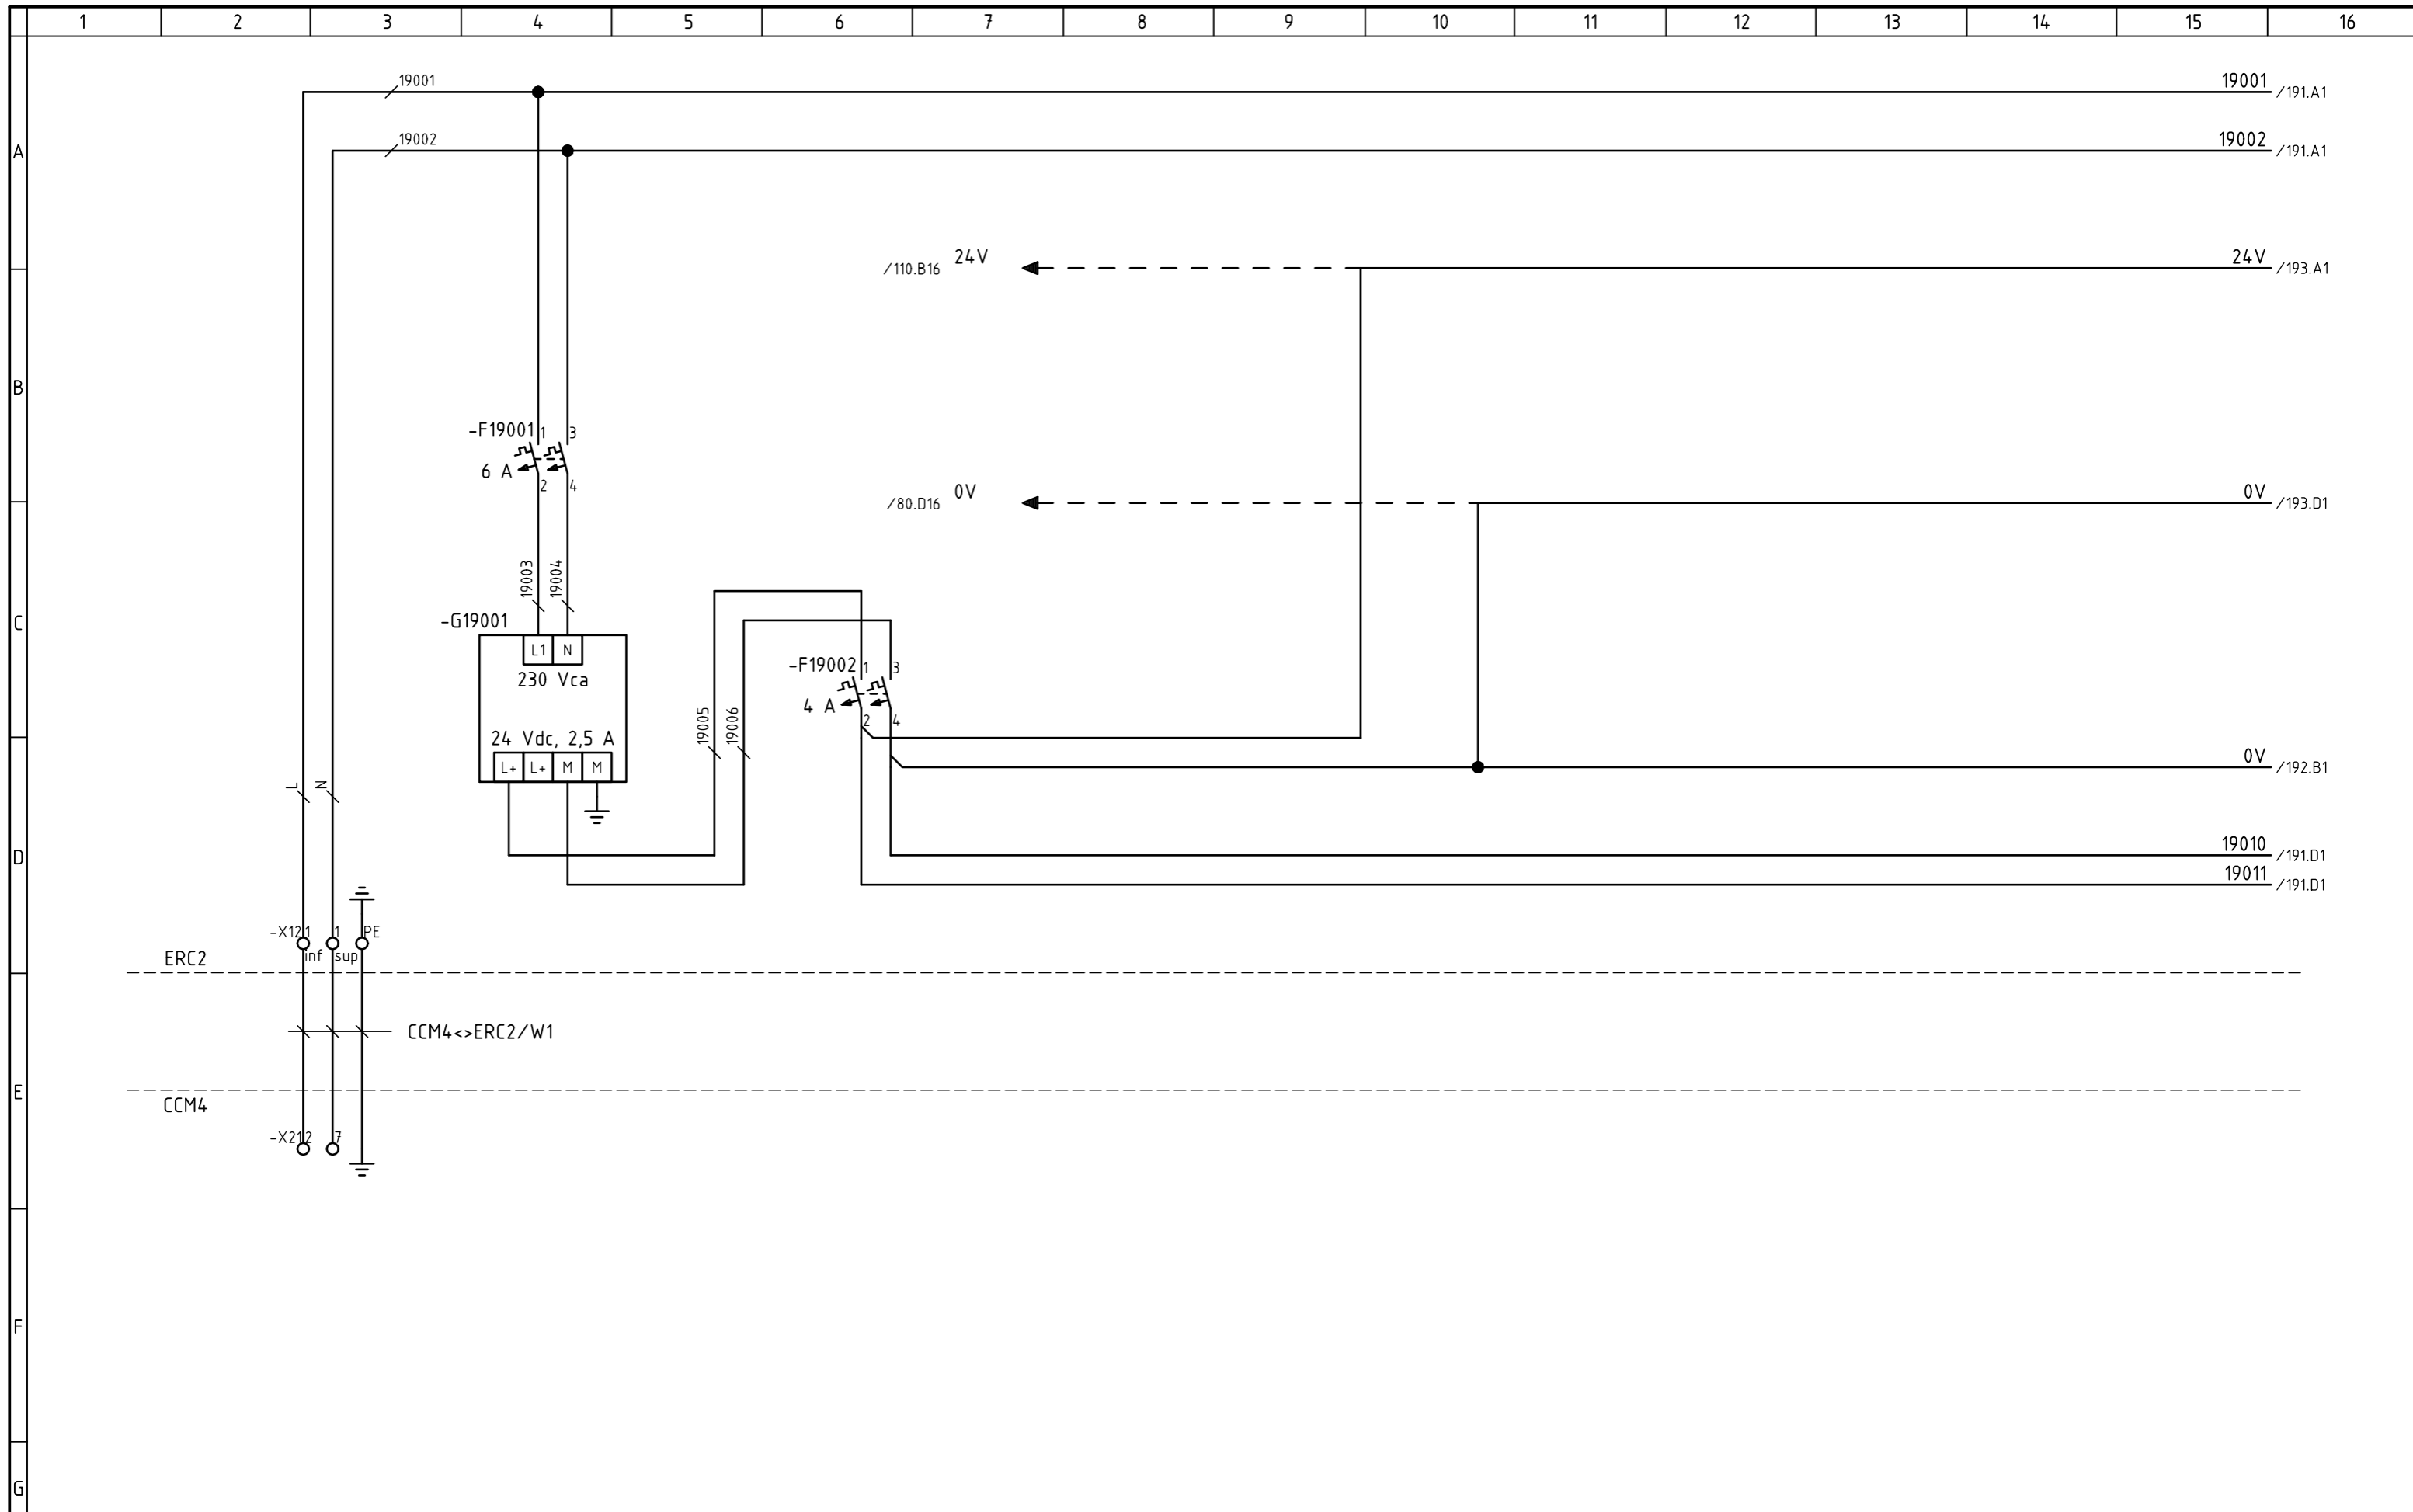 1 2 3 4 5 6 7 8 9 10 11 12 13 14 15 16
19001
19001 /191.A1
A
19002
19002 /191.A1
/110.B16 24V
24V /193.A1
B
-F19001 1 3
6 A
2 4
/80.D16 0V
0V /193.D1
19003 19004
C
-G19001
L1 N
230 Vca
-F19002 1 3
4 A
2 4
19005 19006
24 Vdc, 2,5 A
L+ L+ M M
0V /192.B1
L N
D
19010 /191.D1
19011 /191.D1
-X12 1 1 PE
inf sup
ERC2
CCM4<>ERC2/W1
E
CCM4
-X21 2 7
F
G